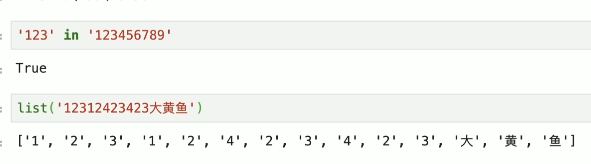 '123' in '123456789'
True
list('12312423423大黄鱼')
['1', '2', '3', '1', '2', '4', '2', '3', '4', '2', '3', '大', '黄', '鱼']